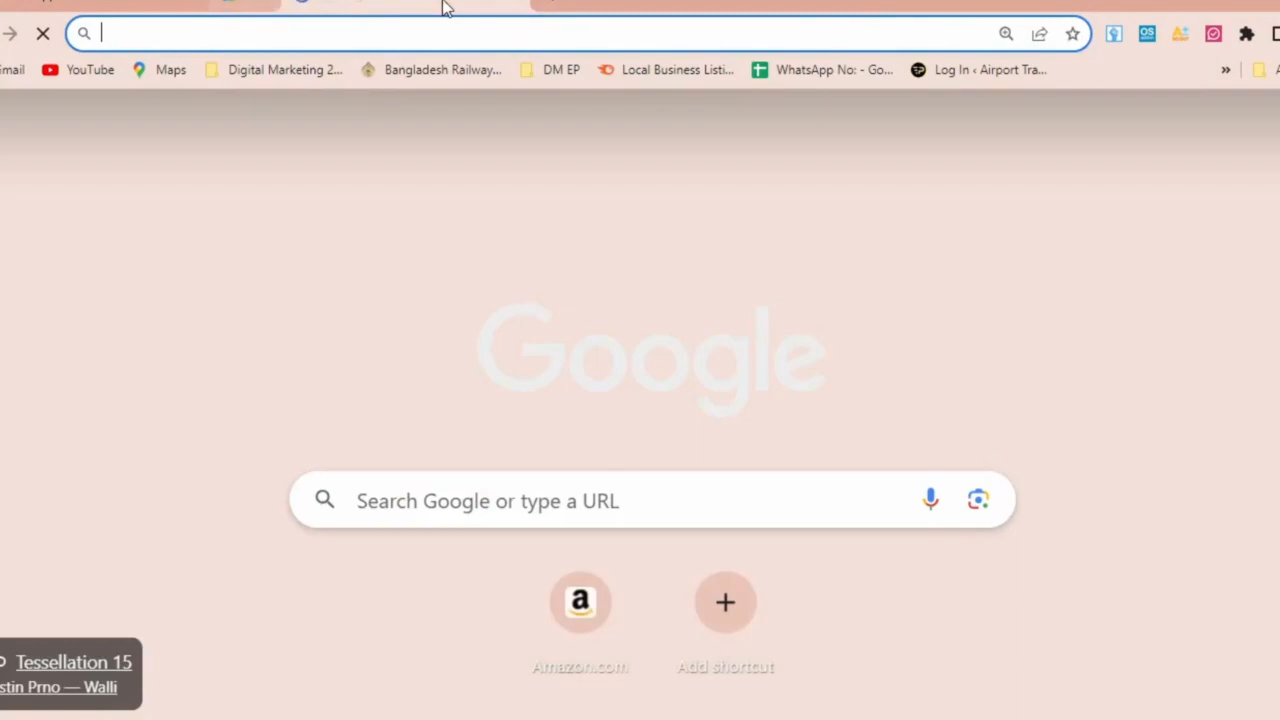 mail YouTube Maps Digital Marketing 2... Bangladesh Railway... DM EP Local Business Listi... WhatsApp No: - Go... Log In ‹ Airport Tra... »
OS
Google
Search Google or type a URL
a
Amazon.com Add shortcut
Tessellation 15
stin Prno — Walli